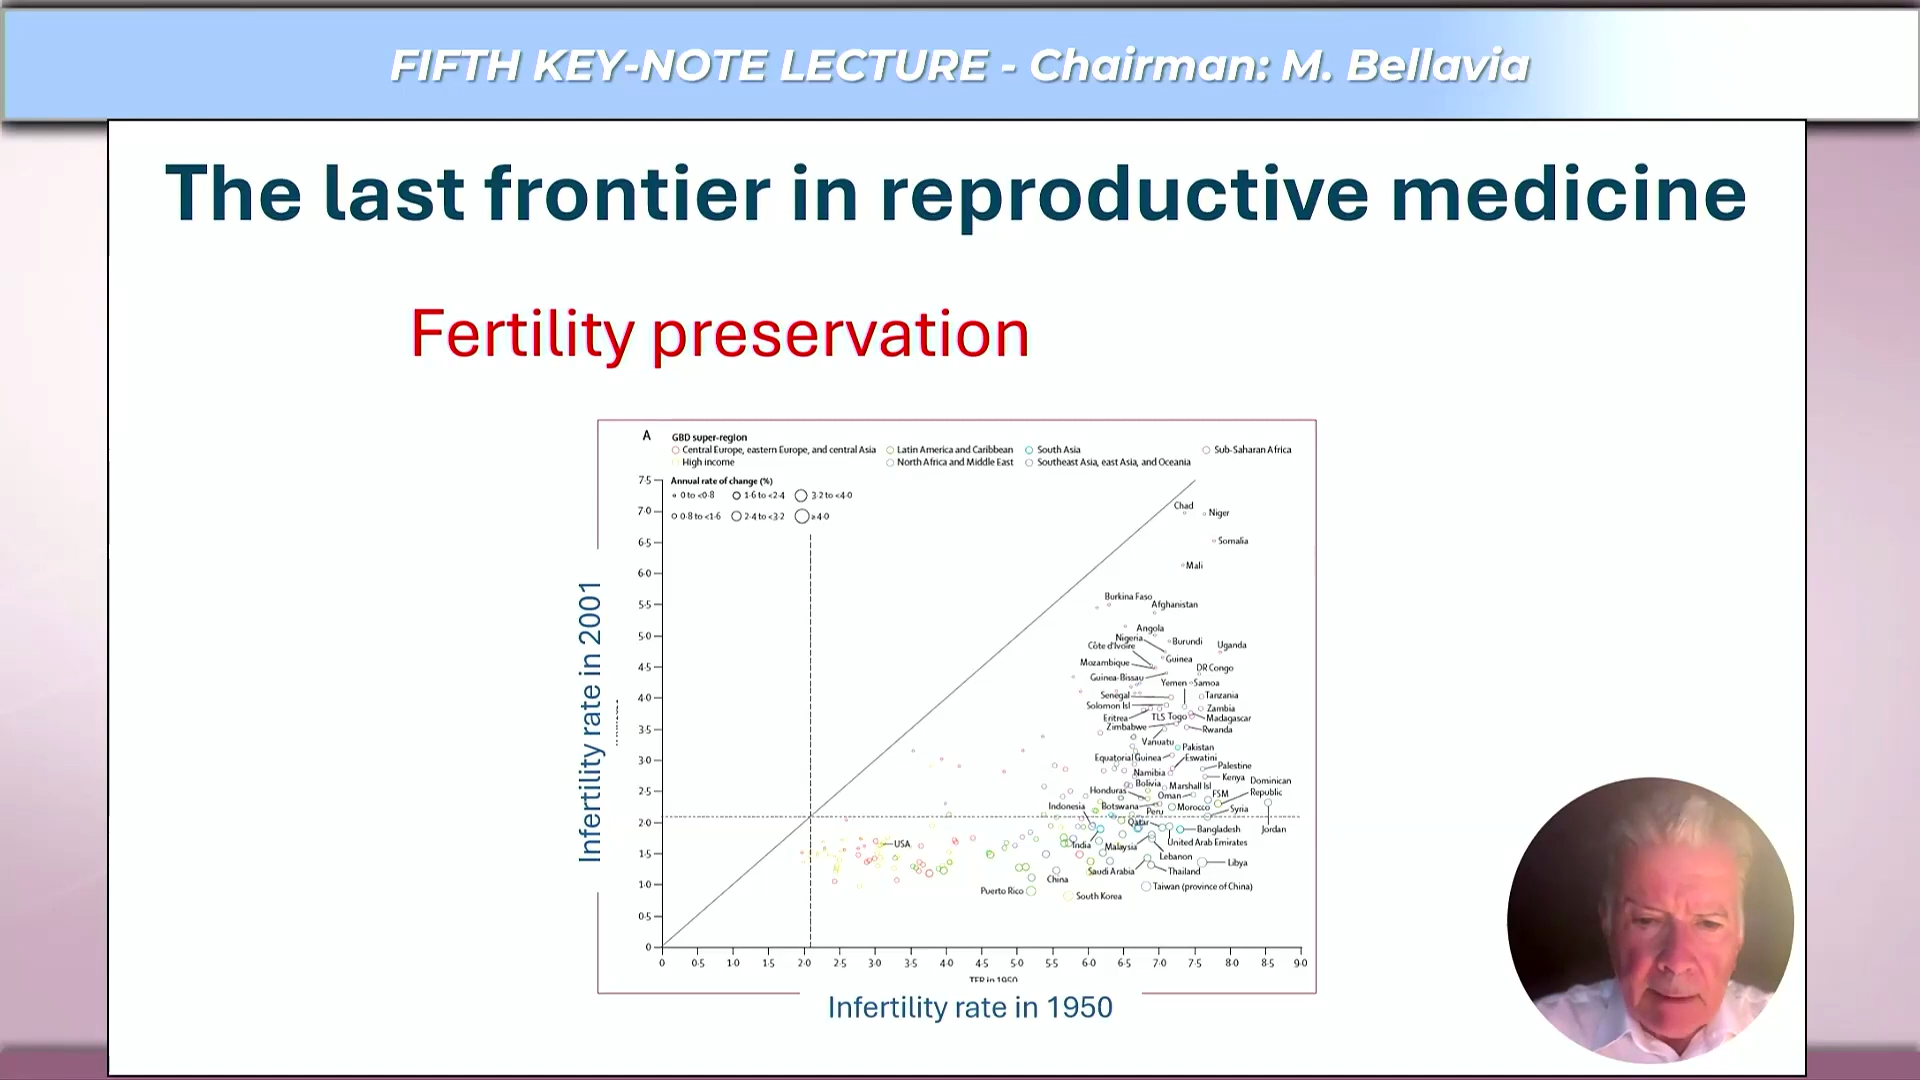 FIFTH KEY-NOTE LECTURE - Chairman: M. Bellavia
The last frontier in reproductive medicine
Fertility preservation
A
GBD super-region
Central Europe, eastern Europe, and central Asia Latin America and Caribbean South Asia Sub-Saharan Africa
High income North Africa and Middle East Southeast Asia, east Asia, and Oceania
Annual rate of change (%)
0 to <0·8 1·6 to <2·4 3·2 to <4·0
0·8 to <1·6 2·4 to <3·2 ≥4·0
7·5
7·0
6·5
6·0
5·5
5·0
4·5
4·0
3·5
3·0
2·5
2·0
1·5
1·0
0·5
0
Chad
Niger
Somalia
Mali
Burkina Faso
Afghanistan
Angola
Nigeria
Burundi
Côte d'Ivoire
Uganda
Mozambique
Guinea
DR Congo
Guinea-Bissau
Yemen
Samoa
Senegal
Tanzania
Solomon Isl
Zambia
Eritrea
TLS
Togo
Madagascar
Zimbabwe
Rwanda
Vanuatu
Pakistan
Equatorial Guinea
Eswatini
Palestine
Namibia
Kenya
Dominican
Republic
Bolivia
Marshall Isl
Honduras
Oman
FSM
Indonesia
Botswana
Peru
Morocco
Syria
Qatar
Bangladesh
Jordan
USA
India
Malaysia
United Arab Emirates
Lebanon
Libya
Saudi Arabia
Thailand
China
Taiwan (province of China)
Puerto Rico
South Korea
0 0·5 1·0 1·5 2·0 2·5 3·0 3·5 4·0 4·5 5·0 5·5 6·0 6·5 7·0 7·5 8·0 8·5 9·0
TFR in 1950
Infertility rate in 2001
Infertility rate in 1950